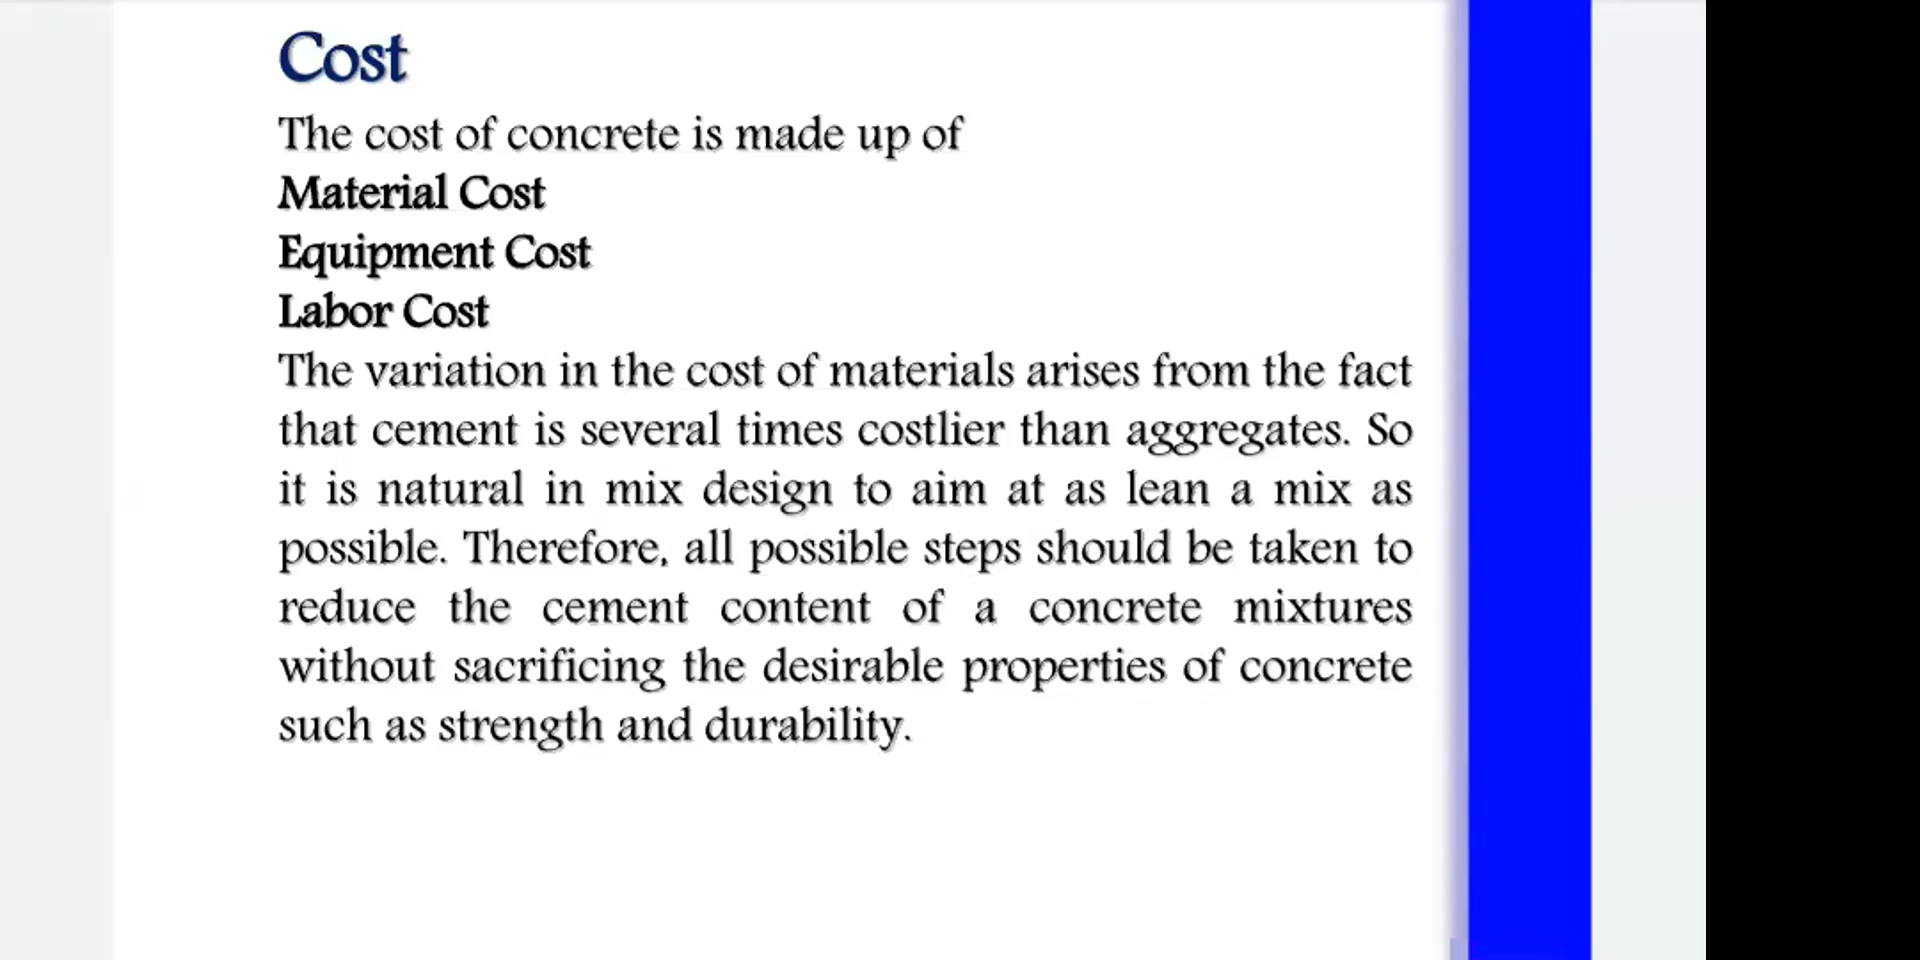 Cost
The cost of concrete is made up of
Material Cost
Equipment Cost
Labor Cost
The variation in the cost of materials arises from the fact
that cement is several times costlier than aggregates. So
it is natural in mix design to aim at as lean a mix as
possible. Therefore, all possible steps should be taken to
reduce the cement content of a concrete mixtures
without sacrificing the desirable properties of concrete
such as strength and durability.